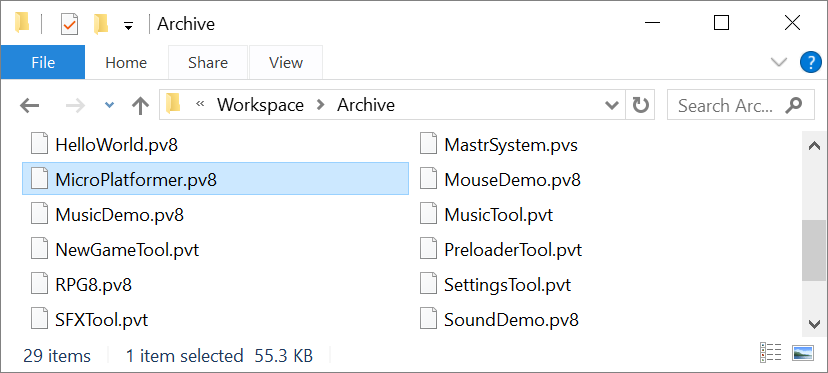 Archive
File Home Share View ?
« Workspace > Archive Search Arc...
HelloWorld.pv8 MastrSystem.pvs
MicroPlatformer.pv8 MouseDemo.pv8
MusicDemo.pv8 MusicTool.pvt
NewGameTool.pvt PreloaderTool.pvt
RPG8.pv8 SettingsTool.pvt
SFXTool.pvt SoundDemo.pv8
29 items 1 item selected 55.3 KB